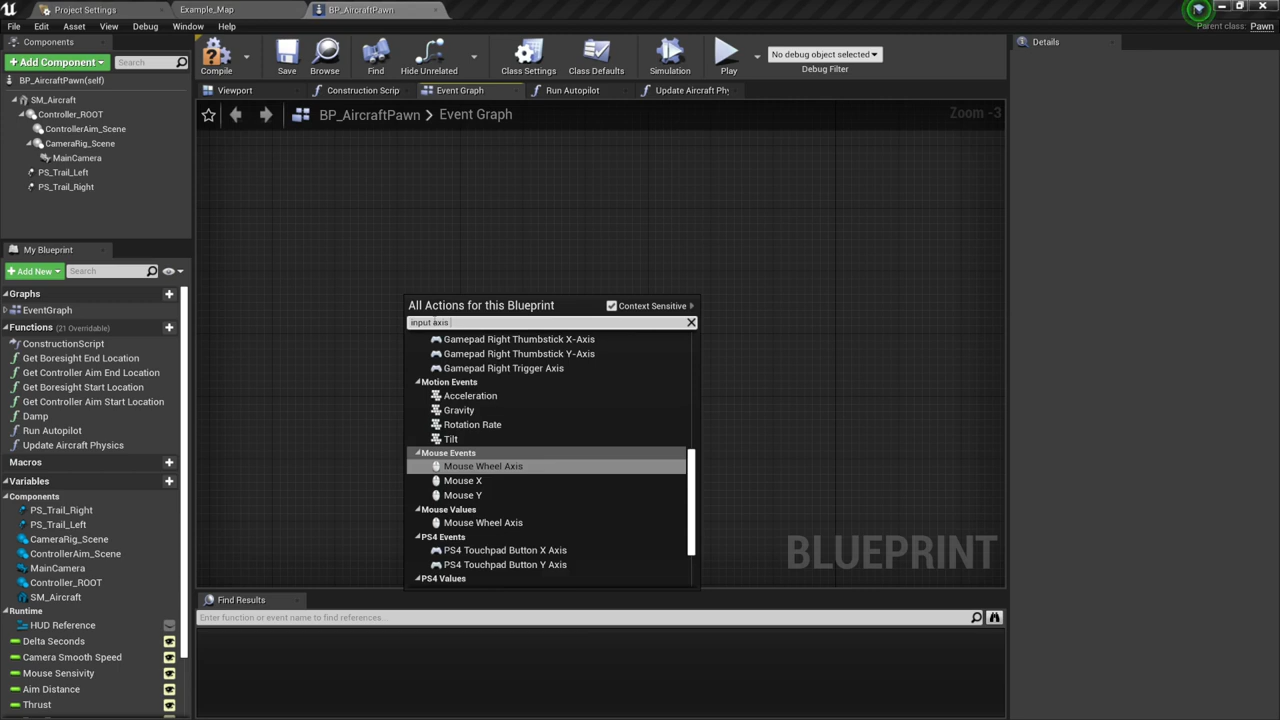 Project Settings
Example_Map
BP_AircraftPawn
File Edit Asset View Debug Window Help
Parent class: Pawn
Components
Add Component
Search
BP_AircraftPawn(self)
SM_Aircraft
Controller_ROOT
ControllerAim_Scene
CameraRig_Scene
MainCamera
PS_Trail_Left
PS_Trail_Right
Compile
Save
Browse
Find
Hide Unrelated
Class Settings
Class Defaults
Simulation
Play
No debug object selected
Debug Filter
Viewport
Construction Scrip
Event Graph
Run Autopilot
Update Aircraft Phy
BP_AircraftPawn > Event Graph
Zoom -3
Details
My Blueprint
Add New
Search
Graphs
EventGraph
Functions (21 Overridable)
ConstructionScript
Get Boresight End Location
Get Controller Aim End Location
Get Boresight Start Location
Get Controller Aim Start Location
Damp
Run Autopilot
Update Aircraft Physics
Macros
Variables
Components
PS_Trail_Right
PS_Trail_Left
CameraRig_Scene
ControllerAim_Scene
MainCamera
Controller_ROOT
SM_Aircraft
Runtime
HUD Reference
Delta Seconds
Camera Smooth Speed
Mouse Sensivity
Aim Distance
Thrust
All Actions for this Blueprint
Context Sensitive
input axis
Gamepad Right Thumbstick X-Axis
Gamepad Right Thumbstick Y-Axis
Gamepad Right Trigger Axis
Motion Events
Acceleration
Gravity
Rotation Rate
Tilt
Mouse Events
Mouse Wheel Axis
Mouse X
Mouse Y
Mouse Values
Mouse Wheel Axis
PS4 Events
PS4 Touchpad Button X Axis
PS4 Touchpad Button Y Axis
PS4 Values
BLUEPRINT
Find Results
Enter function or event name to find references...